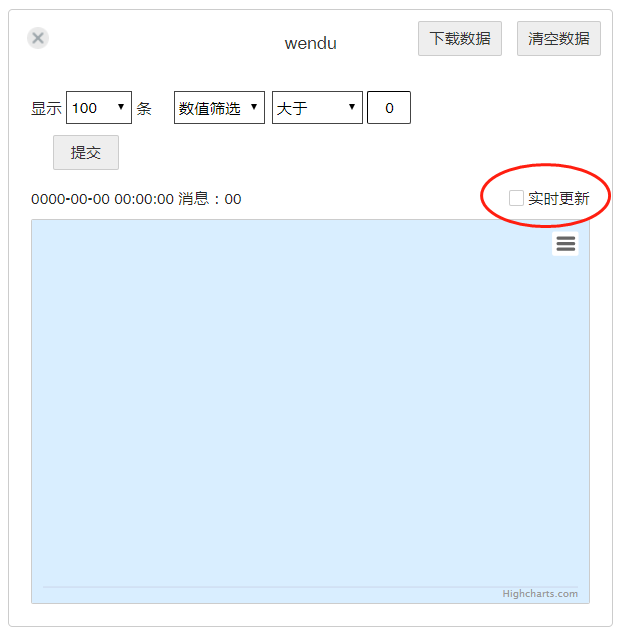 wendu
下载数据
清空数据
显示 100 条 数值筛选 大于 0
提交
0000-00-00 00:00:00 消息：00
实时更新
Highcharts.com